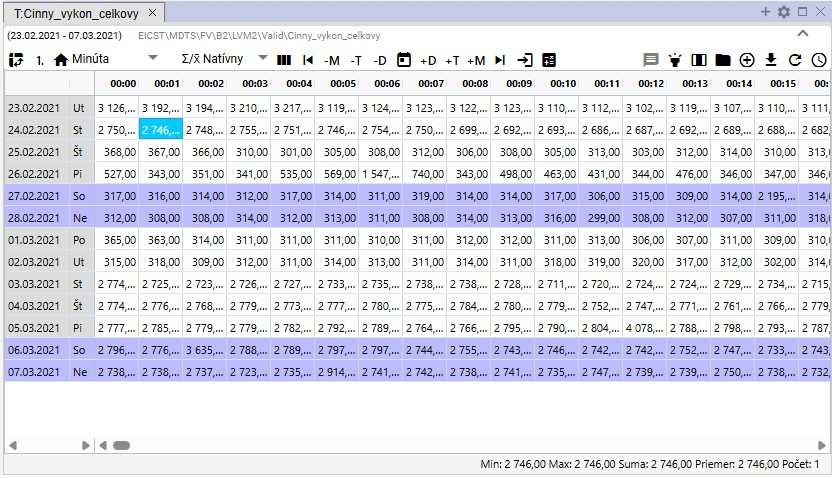 T:Cinny_vykon_celkovy
(23.02.2021 - 07.03.2021) EICST\MDTS\FV\B2\LVM2\Valid\Cinny_vykon_celkovy
1. Minúta Σ/x̄ Natívny -M -T -D +D +T +M
00:00 00:01 00:02 00:03 00:04 00:05 00:06 00:07 00:08 00:09 00:10 00:11 00:12 00:13 00:14 00:15 00:
23.02.2021 Ut 3 126,... 3 192,... 3 194,... 3 210,... 3 217,... 3 119,... 3 124,... 3 123,... 3 122,... 3 123,... 3 110,... 3 112,... 3 102,... 3 119,... 3 107,... 3 110,... 3 111,
24.02.2021 St 2 750,... 2 746,... 2 748,... 2 755,... 2 751,... 2 746,... 2 754,... 2 750,... 2 699,... 2 692,... 2 693,... 2 686,... 2 687,... 2 692,... 2 689,... 2 688,... 2 682,
25.02.2021 Št 368,00 367,00 366,00 310,00 301,00 305,00 308,00 312,00 306,00 308,00 305,00 313,00 303,00 312,00 314,00 310,00 313,
26.02.2021 Pi 527,00 343,00 351,00 341,00 535,00 569,00 1 547,... 740,00 343,00 498,00 463,00 431,00 344,00 476,00 346,00 347,00 346,
27.02.2021 So 317,00 316,00 314,00 312,00 317,00 314,00 311,00 319,00 314,00 314,00 317,00 306,00 315,00 309,00 314,00 2 195,... 314,
28.02.2021 Ne 312,00 308,00 308,00 314,00 312,00 313,00 311,00 308,00 314,00 313,00 316,00 299,00 308,00 312,00 307,00 311,00 318,
01.03.2021 Po 365,00 363,00 314,00 311,00 311,00 311,00 310,00 311,00 312,00 312,00 311,00 313,00 306,00 307,00 311,00 309,00 310,
02.03.2021 Ut 315,00 318,00 309,00 312,00 311,00 314,00 313,00 311,00 314,00 311,00 318,00 319,00 320,00 317,00 312,00 302,00 314,
03.03.2021 St 2 774,... 2 725,... 2 723,... 2 726,... 2 727,... 2 733,... 2 735,... 2 738,... 2 738,... 2 728,... 2 711,... 2 720,... 2 724,... 2 724,... 2 729,... 2 734,... 2 715,
04.03.2021 Št 2 774,... 2 776,... 2 768,... 2 779,... 2 773,... 2 777,... 2 780,... 2 775,... 2 784,... 2 780,... 2 779,... 2 752,... 2 747,... 2 771,... 2 761,... 2 766,... 2 779,
05.03.2021 Pi 2 777,... 2 785,... 2 779,... 2 779,... 2 782,... 2 792,... 2 789,... 2 764,... 2 766,... 2 795,... 2 790,... 2 804,... 4 078,... 2 788,... 2 798,... 2 793,... 2 787,
06.03.2021 So 2 796,... 2 776,... 3 635,... 2 788,... 2 789,... 2 797,... 2 797,... 2 744,... 2 755,... 2 743,... 2 746,... 2 742,... 2 742,... 2 752,... 2 747,... 2 733,... 2 743,
07.03.2021 Ne 2 738,... 2 738,... 2 737,... 2 723,... 2 735,... 2 914,... 2 741,... 2 742,... 2 738,... 2 741,... 2 735,... 2 747,... 2 739,... 2 739,... 2 750,... 2 738,... 2 732,
Min: 2 746,00 Max: 2 746,00 Suma: 2 746,00 Priemer: 2 746,00 Počet: 1